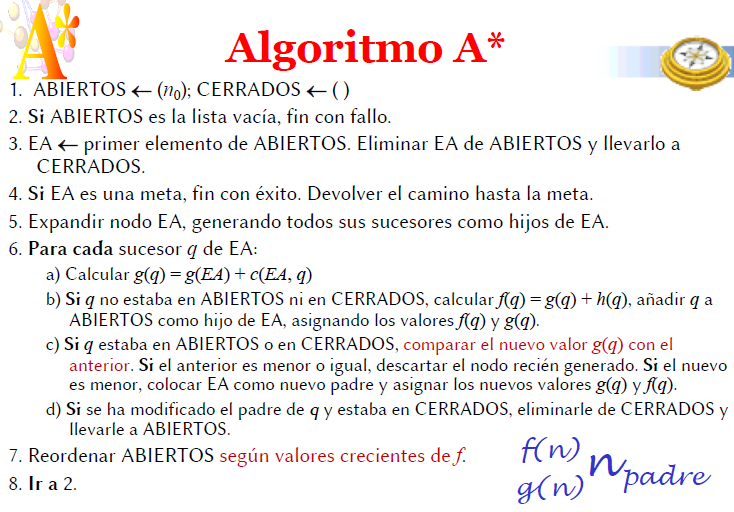 A*
Algoritmo A*
1. ABIERTOS ← (n₀); CERRADOS ← ( )
2. Si ABIERTOS es la lista vacía, fin con fallo.
3. EA ← primer elemento de ABIERTOS. Eliminar EA de ABIERTOS y llevarlo a
CERRADOS.
4. Si EA es una meta, fin con éxito. Devolver el camino hasta la meta.
5. Expandir nodo EA, generando todos sus sucesores como hijos de EA.
6. Para cada sucesor q de EA:
a) Calcular g(q) = g(EA) + c(EA, q)
b) Si q no estaba en ABIERTOS ni en CERRADOS, calcular f(q) = g(q) + h(q), añadir q a
ABIERTOS como hijo de EA, asignando los valores f(q) y g(q).
c) Si q estaba en ABIERTOS o en CERRADOS, comparar el nuevo valor g(q) con el
anterior. Si el anterior es menor o igual, descartar el nodo recién generado. Si el nuevo
es menor, colocar EA como nuevo padre y asignar los nuevos valores g(q) y f(q).
d) Si se ha modificado el padre de q y estaba en CERRADOS, eliminarle de CERRADOS y
llevarle a ABIERTOS.
7. Reordenar ABIERTOS según valores crecientes de f.
8. Ir a 2.
f(n)
g(n)
n padre